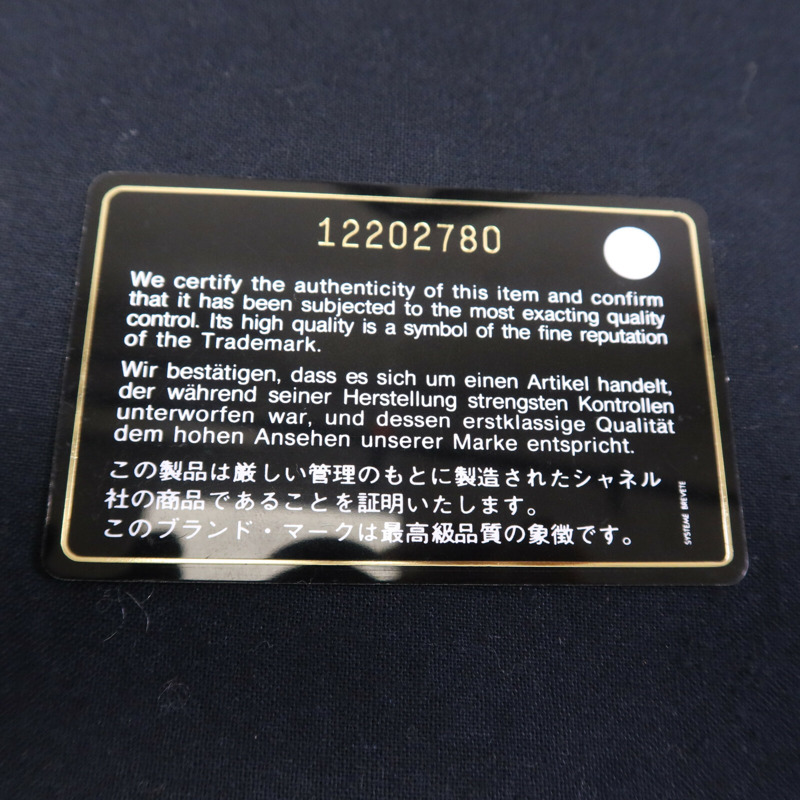 12202780
We certify the authenticity of this item and confirm
that it has been subjected to the most exacting quality
control. Its high quality is a symbol of the fine reputation
of the Trademark.
Wir bestätigen, dass es sich um einen Artikel handelt,
der während seiner Herstellung strengsten Kontrollen
unterworfen war, und dessen erstklassige Qualität
dem hohen Ansehen unserer Marke entspricht.
この製品は厳しい管理のもとに製造されたシャネル
社の商品であることを証明いたします。
このブランド・マークは最高級品質の象徴です。
SYSTEME BREVETE